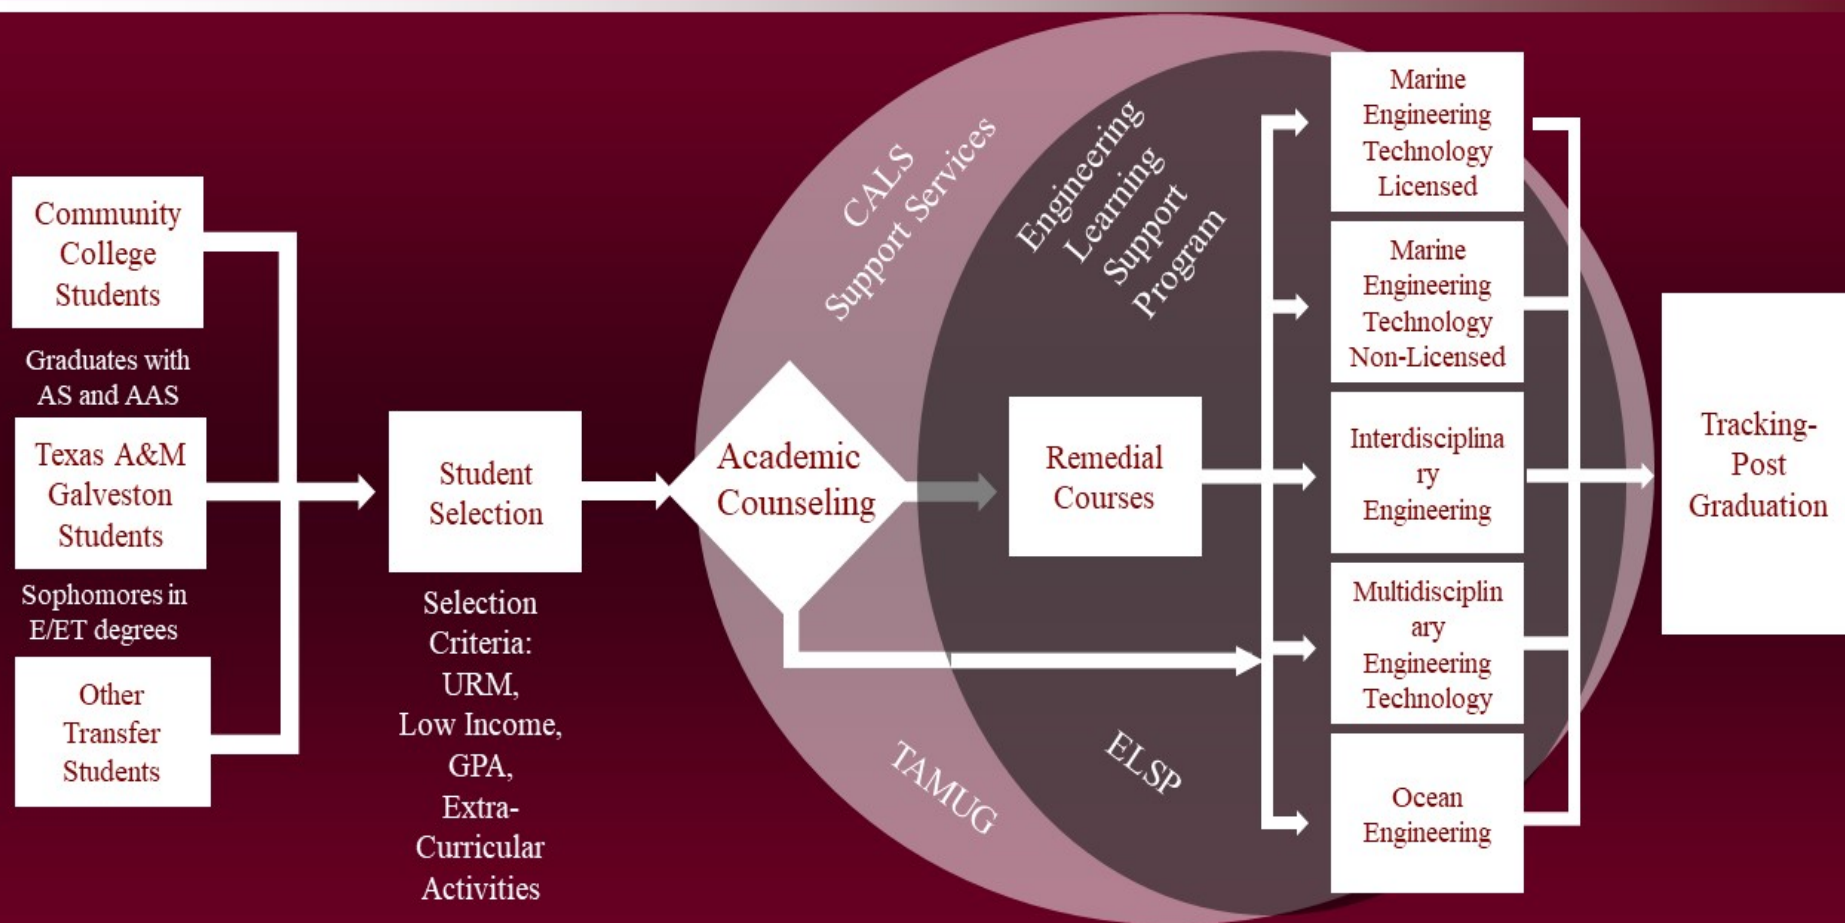 Community
College
Students
Graduates with
AS and AAS
Texas A&M
Galveston
Students
Sophomores in
E/ET degrees
Other
Transfer
Students
Student
Selection
Selection
Criteria:
URM,
Low Income,
GPA,
Extra-
Curricular
Activities
CALS
Support Services
Academic
Counseling
TAMUG
Engineering
Learning
Support
Program
Remedial
Courses
ELSP
Marine
Engineering
Technology
Licensed
Marine
Engineering
Technology
Non-Licensed
Interdisciplina
ry
Engineering
Multidisciplin
ary
Engineering
Technology
Ocean
Engineering
Tracking-
Post
Graduation